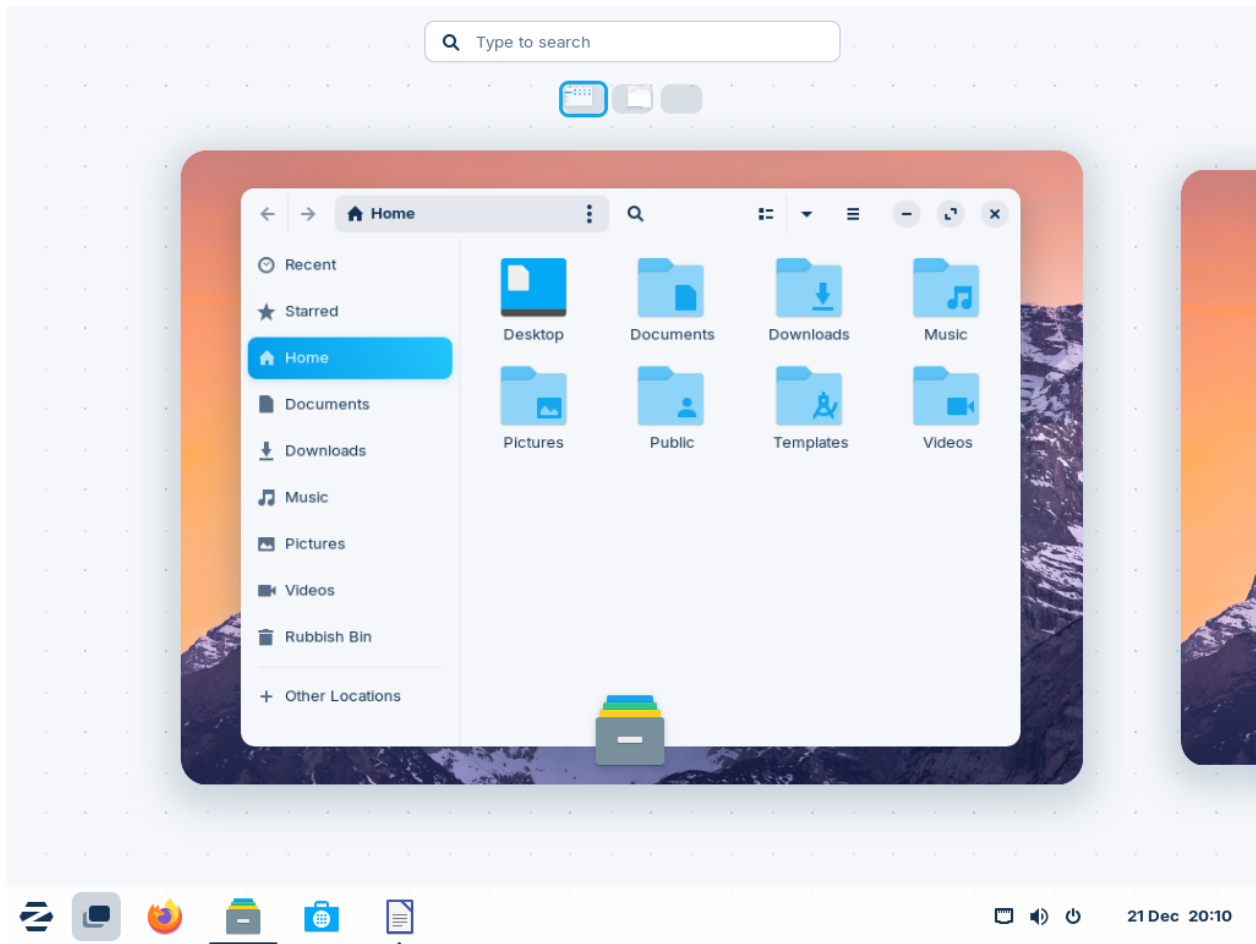 Type to search
Home
Recent
Starred
Home
Documents
Downloads
Music
Pictures
Videos
Rubbish Bin
Other Locations
Desktop Documents Downloads Music
Pictures Public Templates Videos
21 Dec 20:10